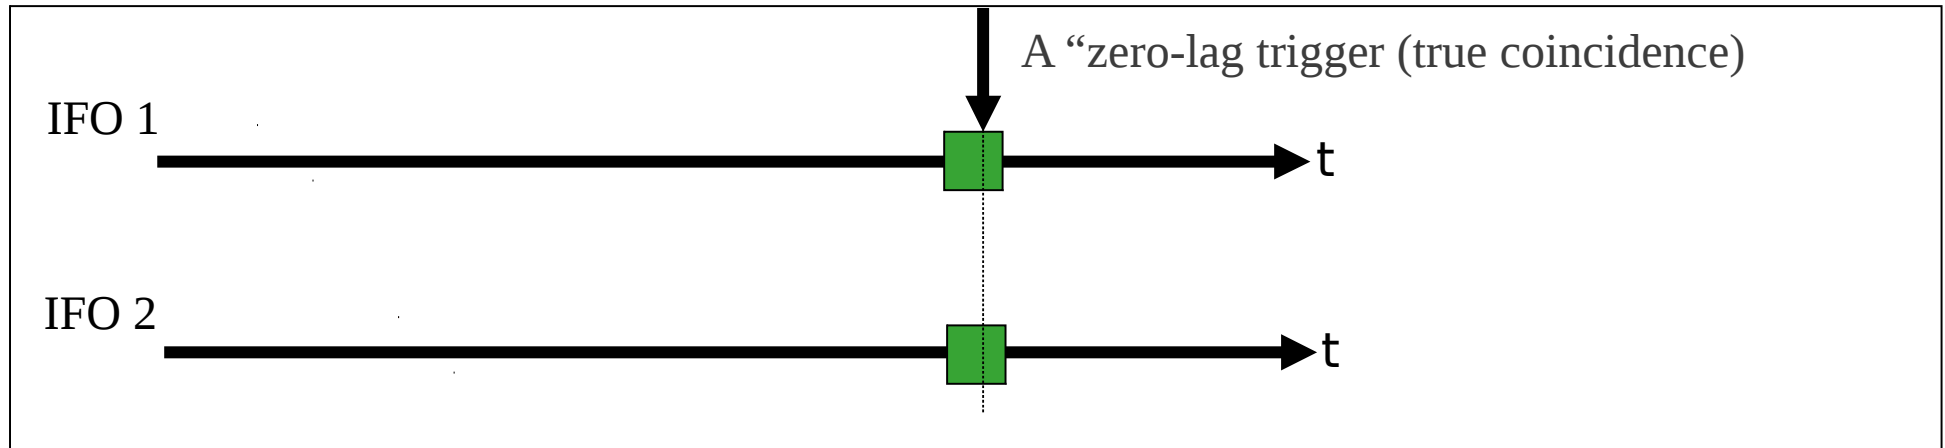 A “zero-lag trigger (true coincidence)
IFO 1
t
IFO 2
t